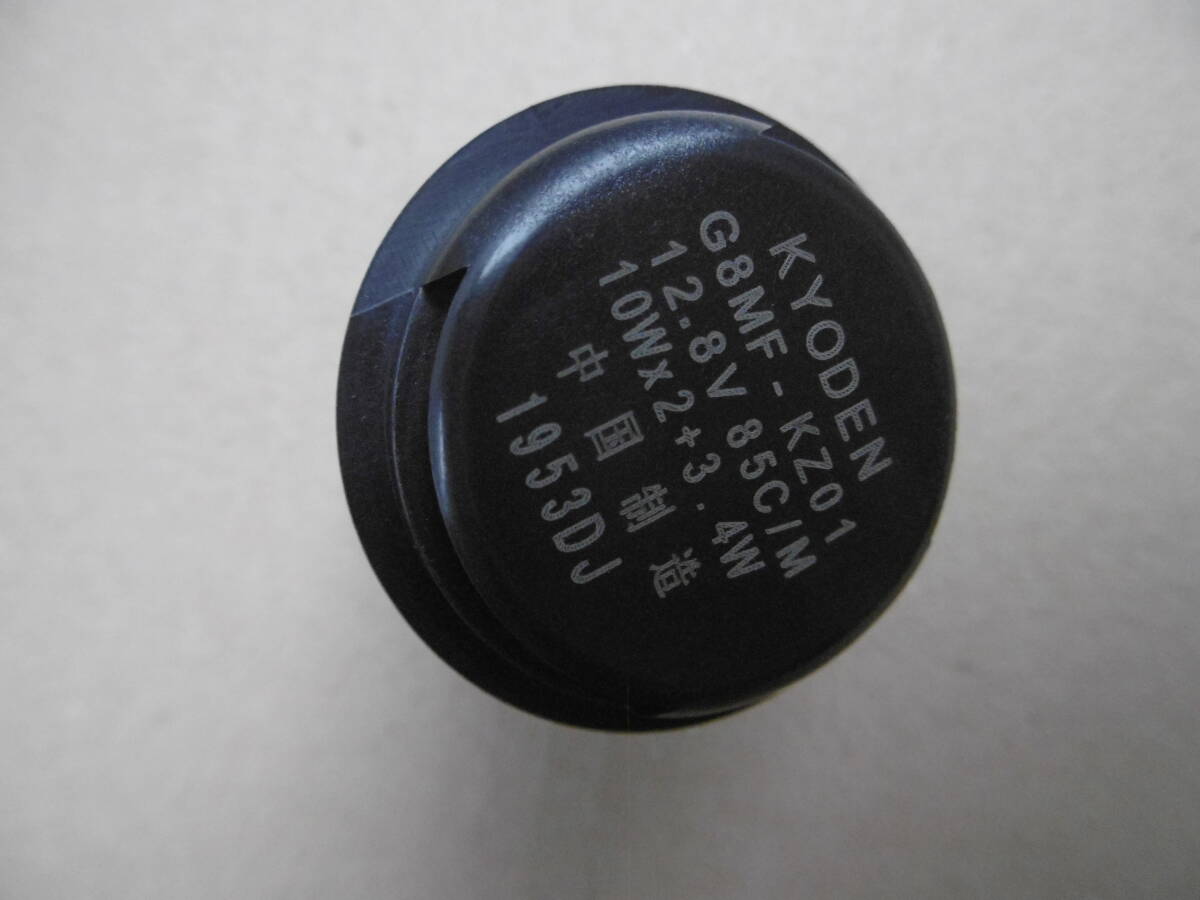 KYODEN
G8MF-KZ01
12.8V 85C/M
10Wx2+3.4W
中国制造
1953DJ